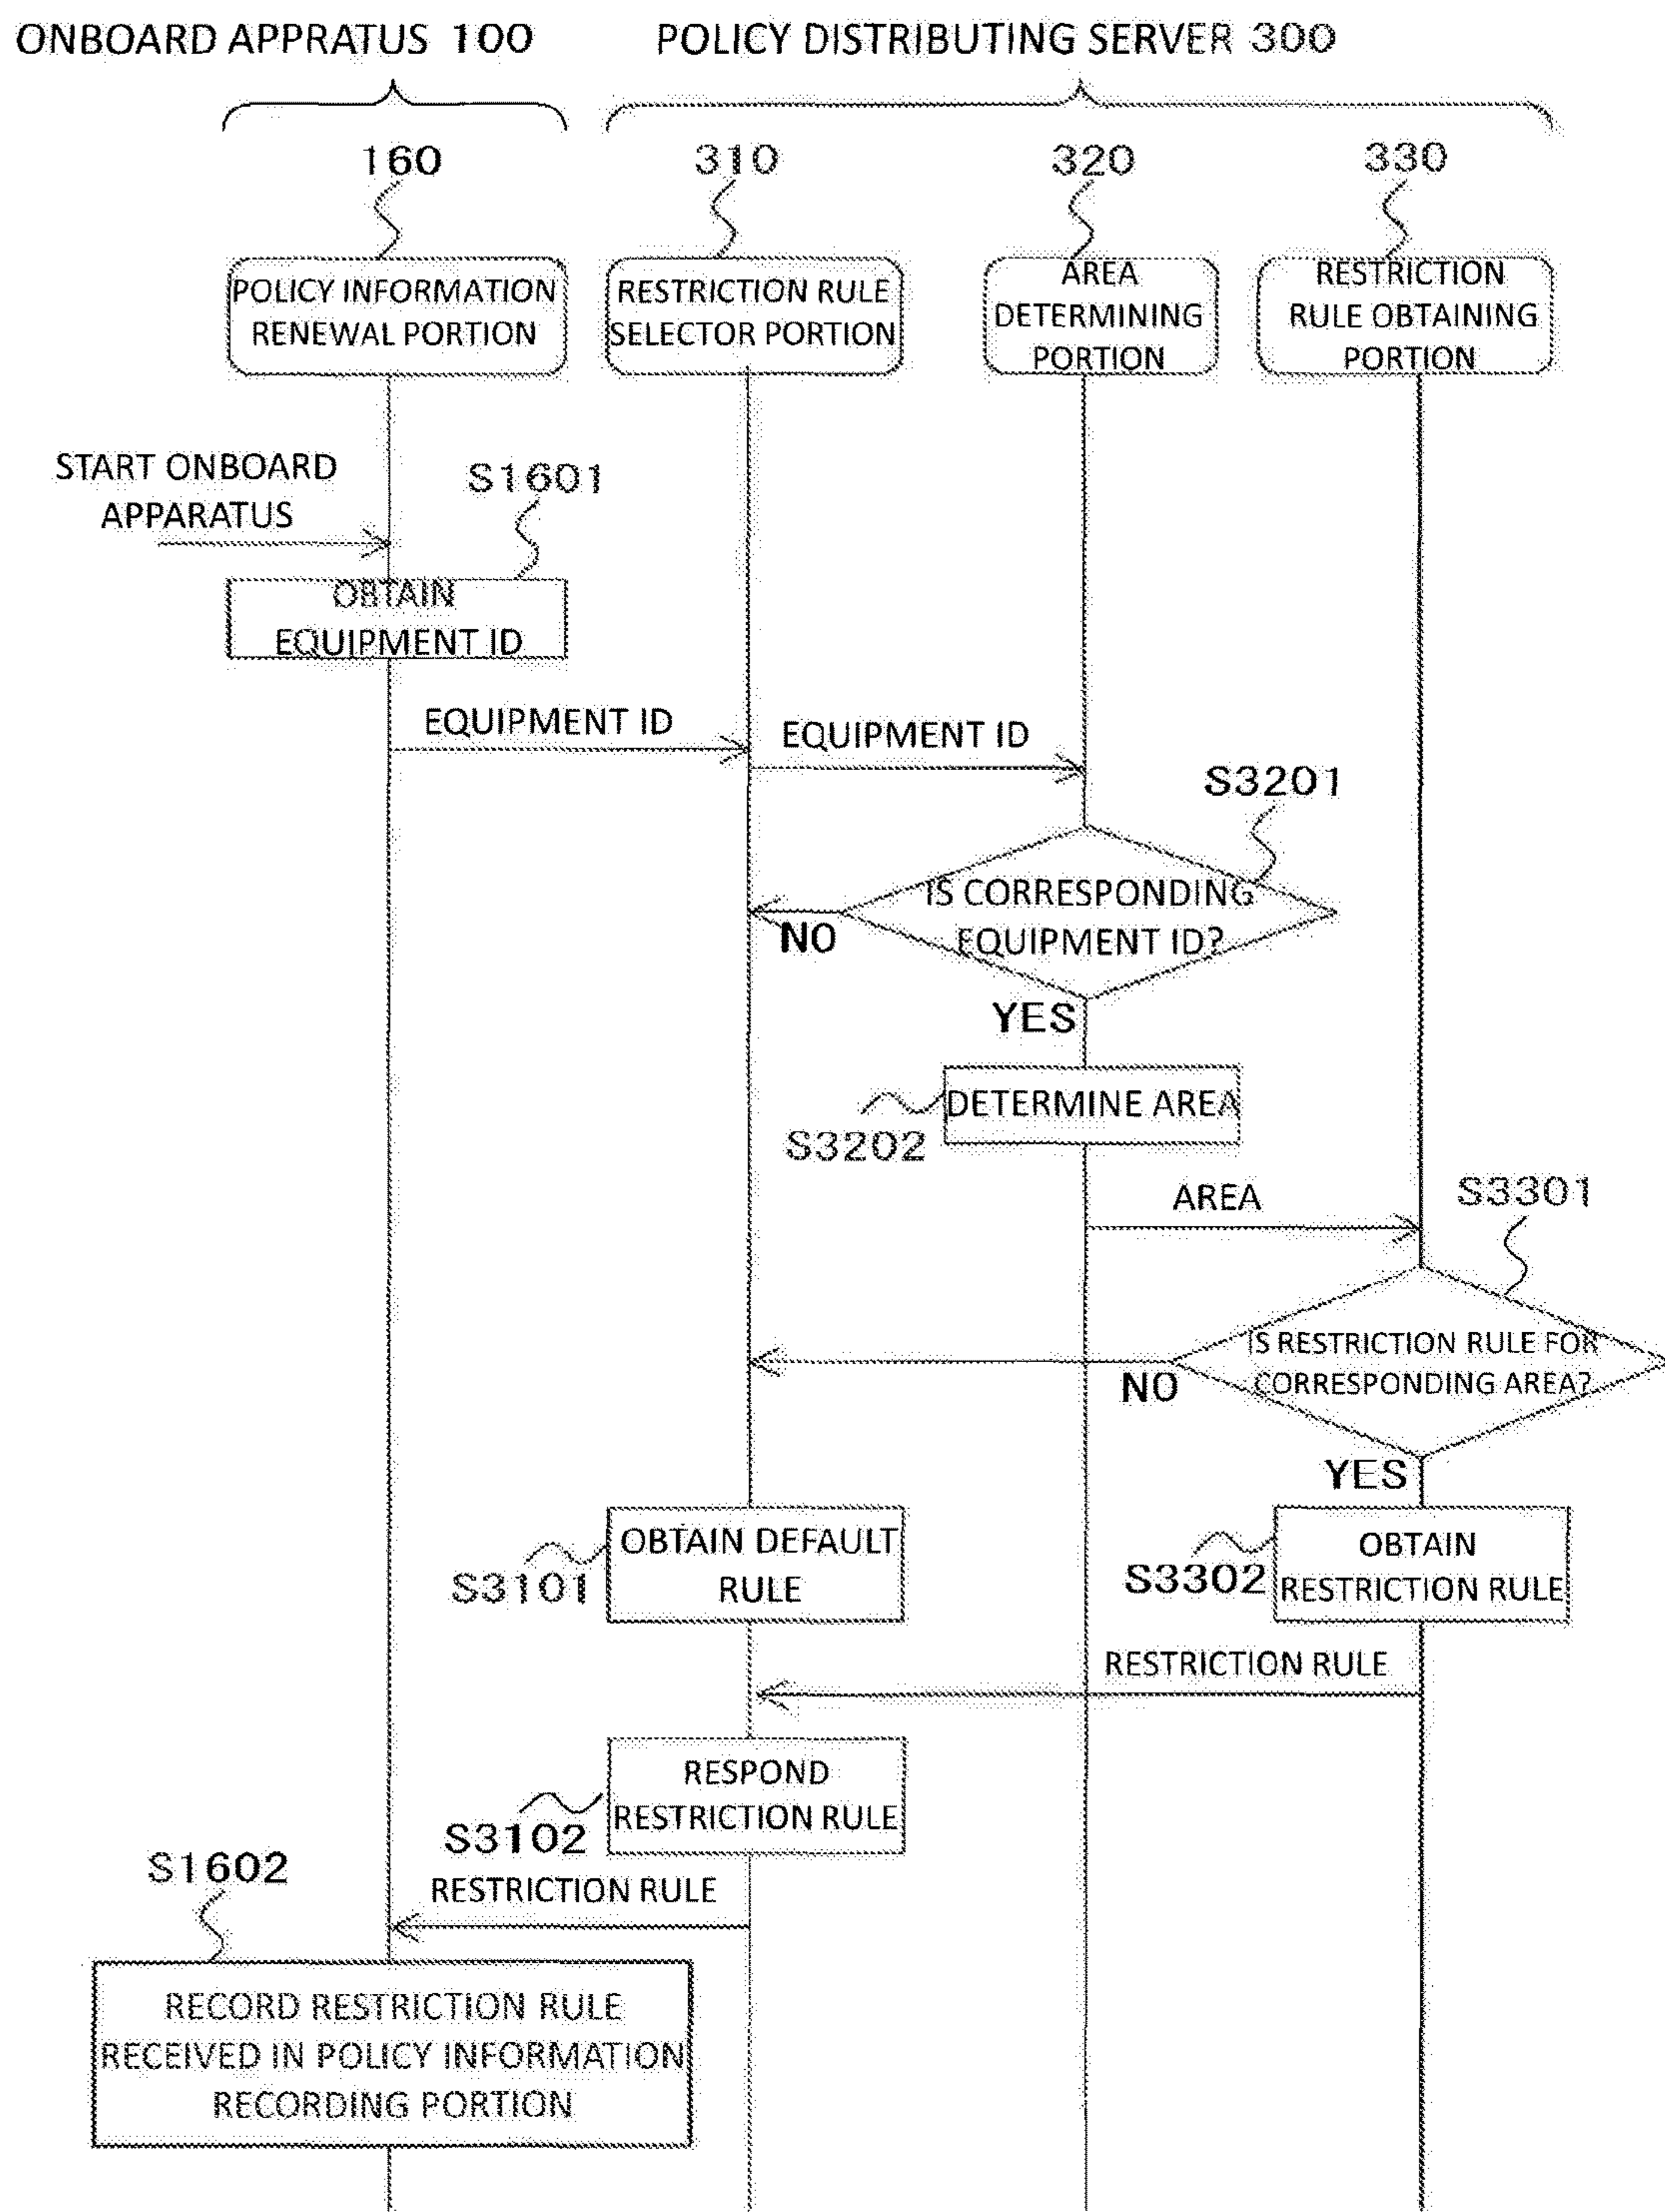 ONBOARD APPRATUS 100
POLICY DISTRIBUTING SERVER 300
160
310
320
330
POLICY INFORMATION
RENEWAL PORTION
RESTRICTION RULE
SELECTOR PORTION
AREA
DETERMINING
PORTION
RESTRICTION
RULE OBTAINING
PORTION
START ONBOARD
APPARATUS
S1601
OBTAIN
EQUIPMENT ID
EQUIPMENT ID
EQUIPMENT ID
S3201
IS CORRESPONDING
EQUIPMENT ID?
NO
YES
DETERMINE AREA
S3202
AREA
S3301
IS RESTRICTION RULE FOR
CORRESPONDING AREA?
NO
YES
OBTAIN DEFAULT
RULE
S3101
OBTAIN
RESTRICTION RULE
S3302
RESTRICTION RULE
RESPOND
RESTRICTION RULE
S3102
S1602
RESTRICTION RULE
RECORD RESTRICTION RULE
RECEIVED IN POLICY INFORMATION
RECORDING PORTION